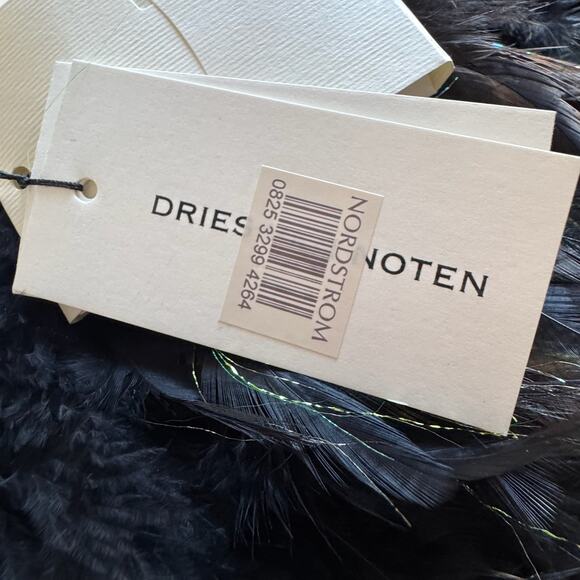 DRIES NOTEN
NORDSTROM
0825 3299 4264